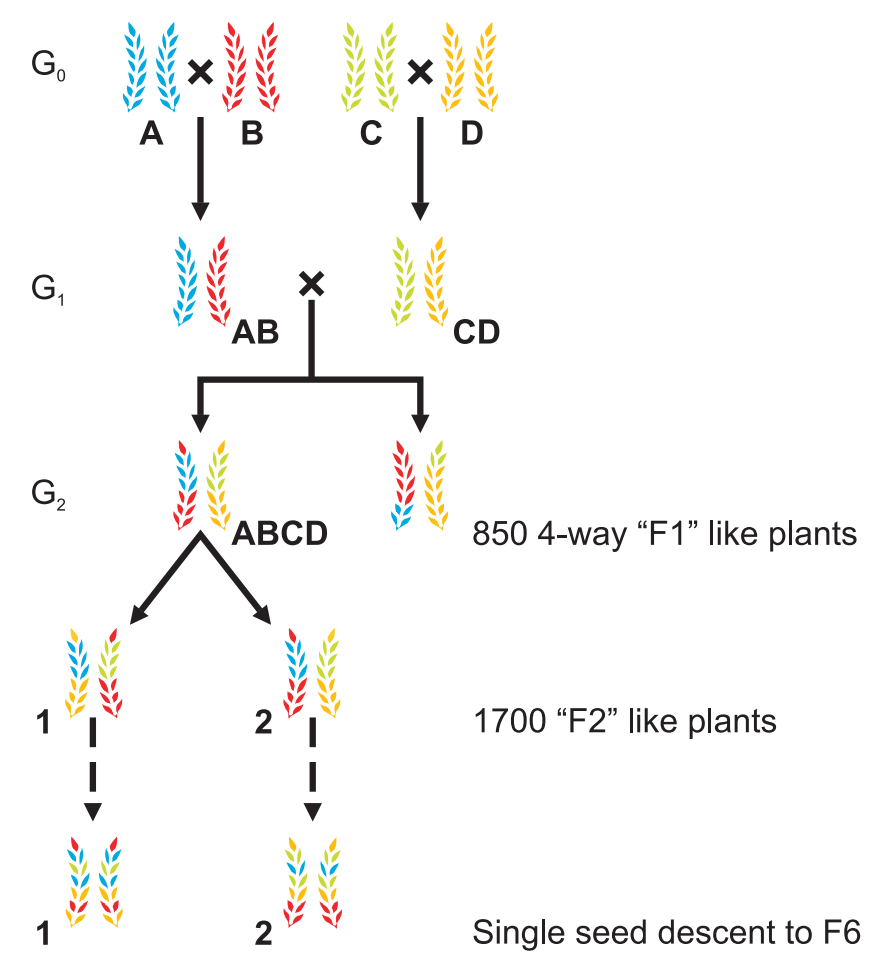 G₀
A B C D
G₁
AB CD
G₂
ABCD 850 4-way “F1” like plants
1 2 1700 “F2” like plants
1 2 Single seed descent to F6